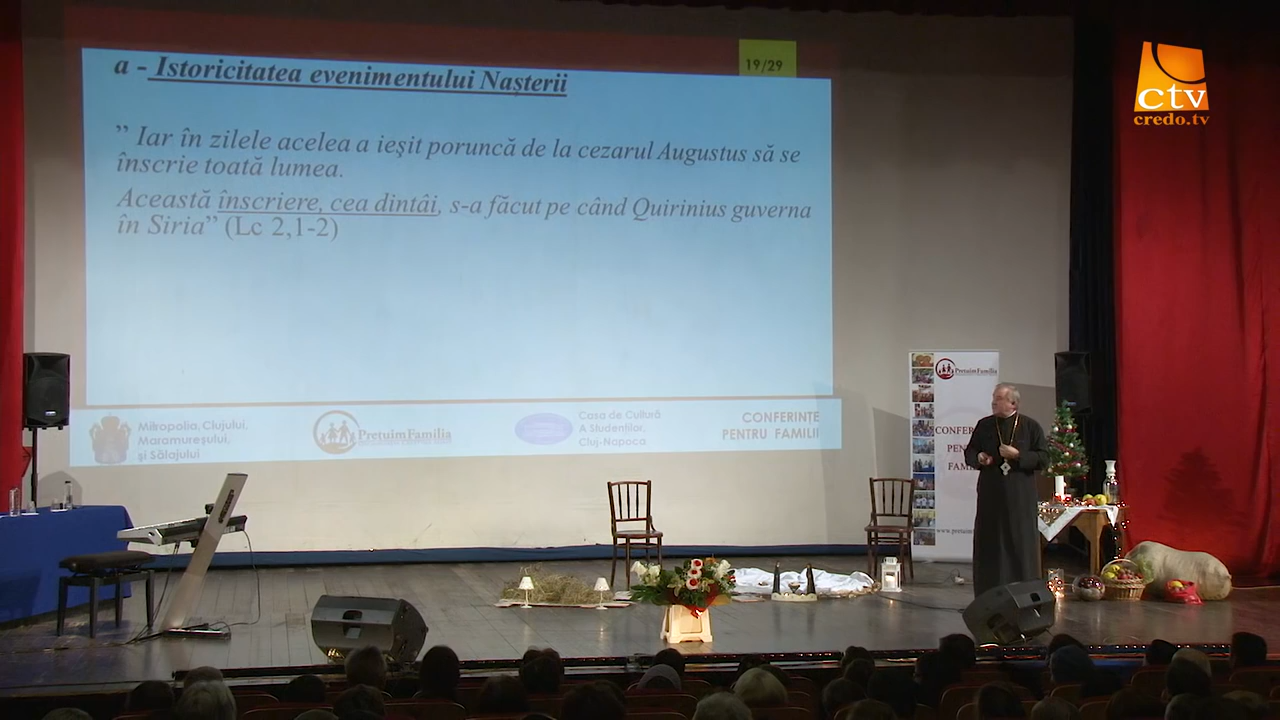 19/29
a - Istoricitatea evenimentului Nașterii
” Iar în zilele acelea a ieşit poruncă de la cezarul Augustus să se
înscrie toată lumea.
Această înscriere, cea dintâi, s-a făcut pe când Quirinius guverna
în Siria” (Lc 2,1-2)
Mitropolia, Clujului,
Maramureșului,
și Sălajului
PretuimFamilia
Casa de Cultură
A Studentilor,
Cluj-Napoca
CONFERINȚE
PENTRU FAMILII
ctv
credo.tv
PretuimFamilia